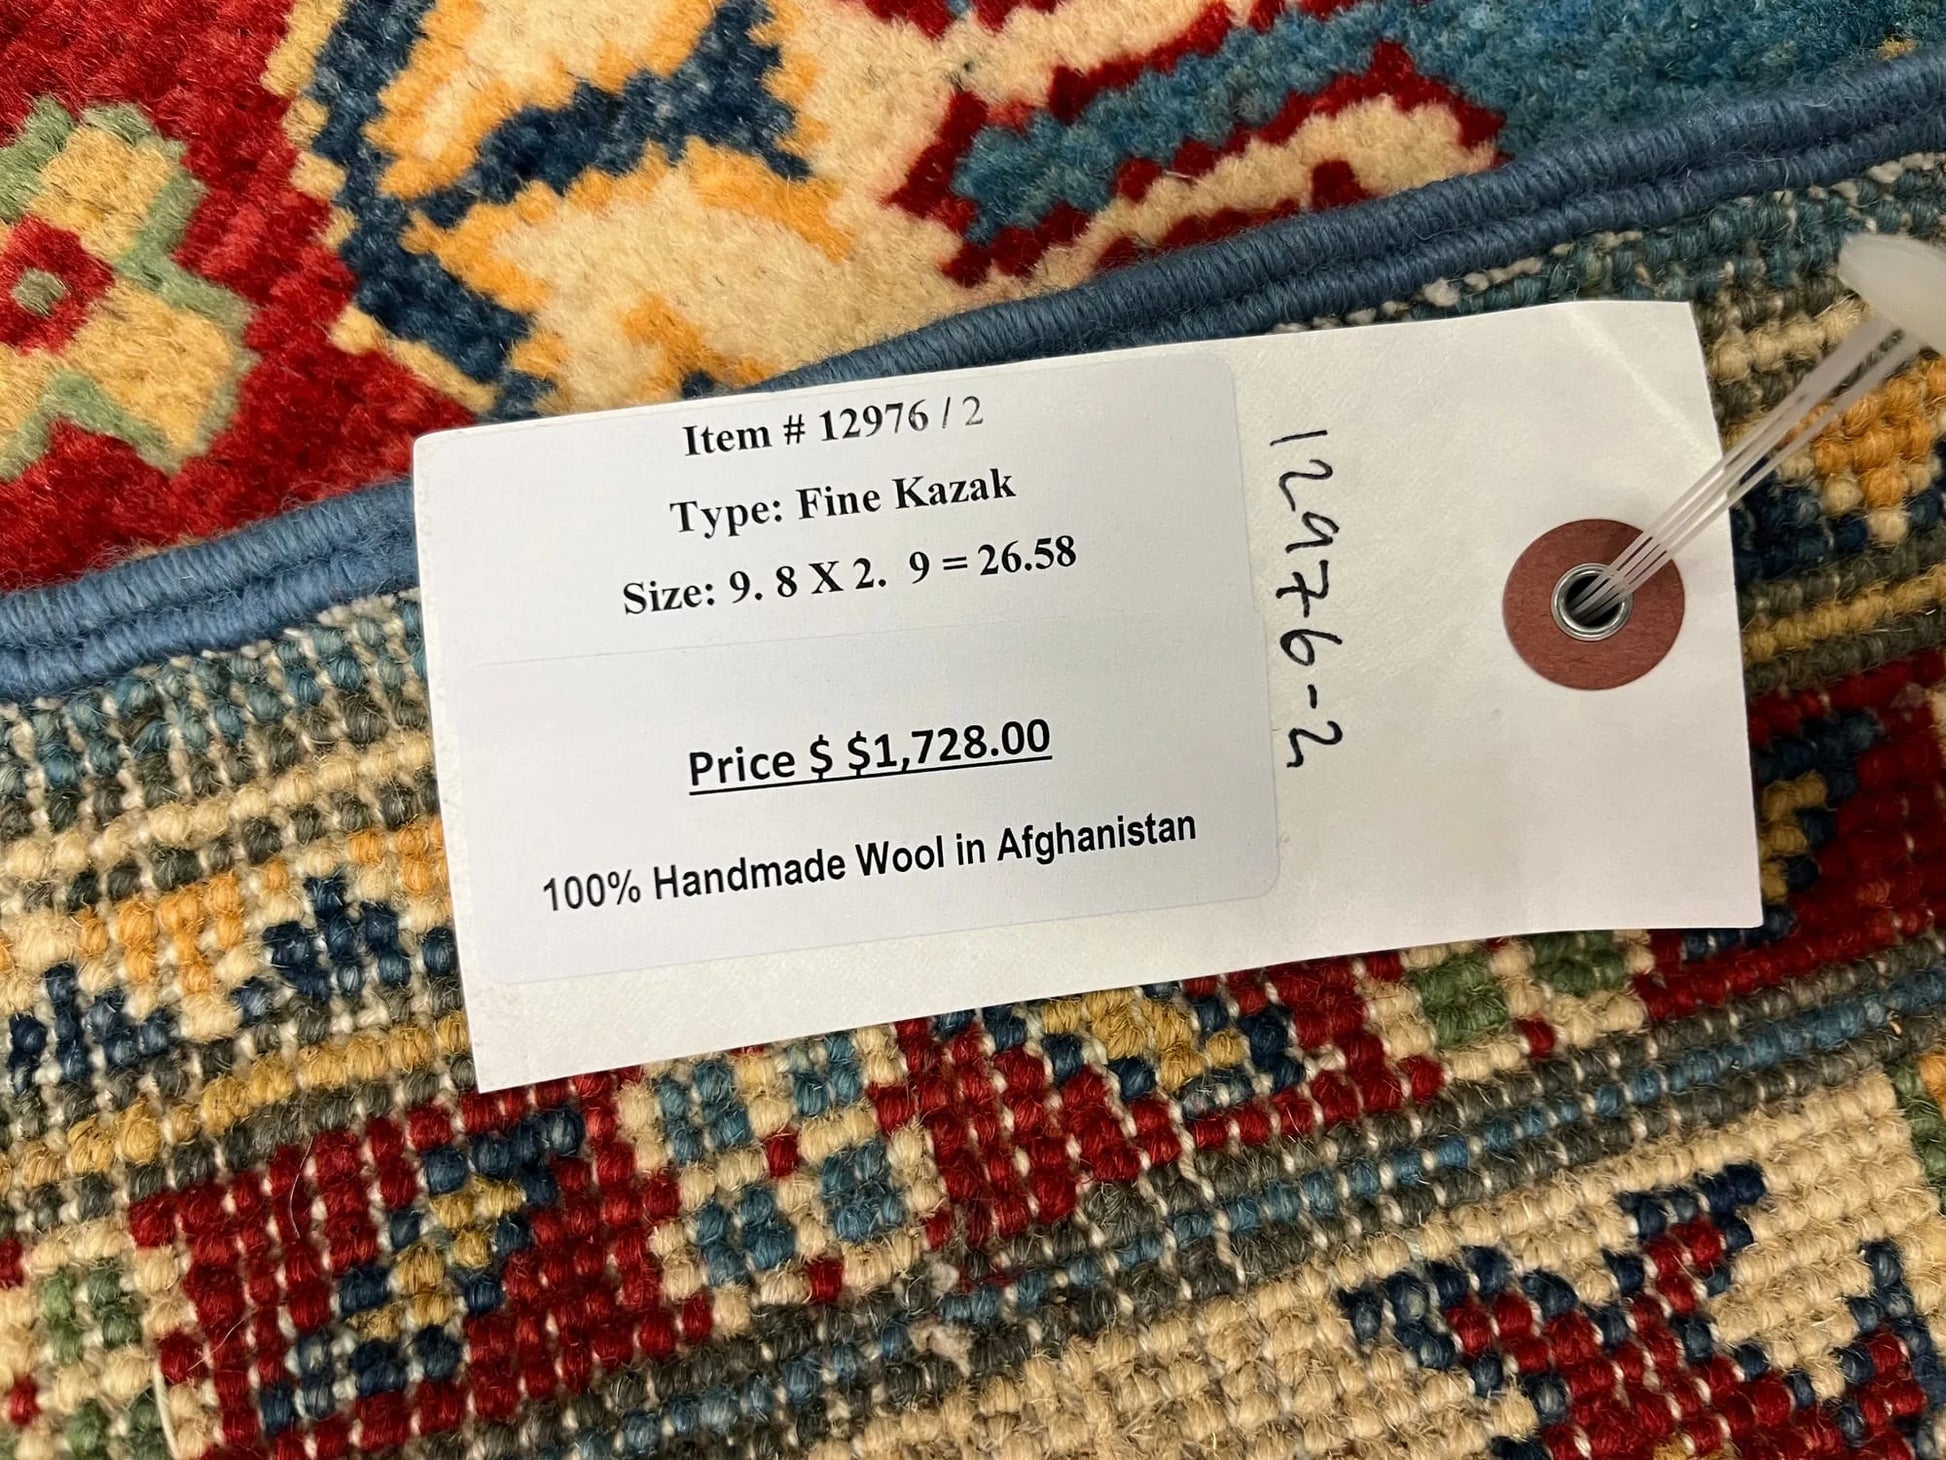 Item # 12976 / 2
Type: Fine Kazak
Size: 9. 8 X 2.  9 = 26.58
Price $ $1,728.00
100% Handmade Wool in Afghanistan
12976-2